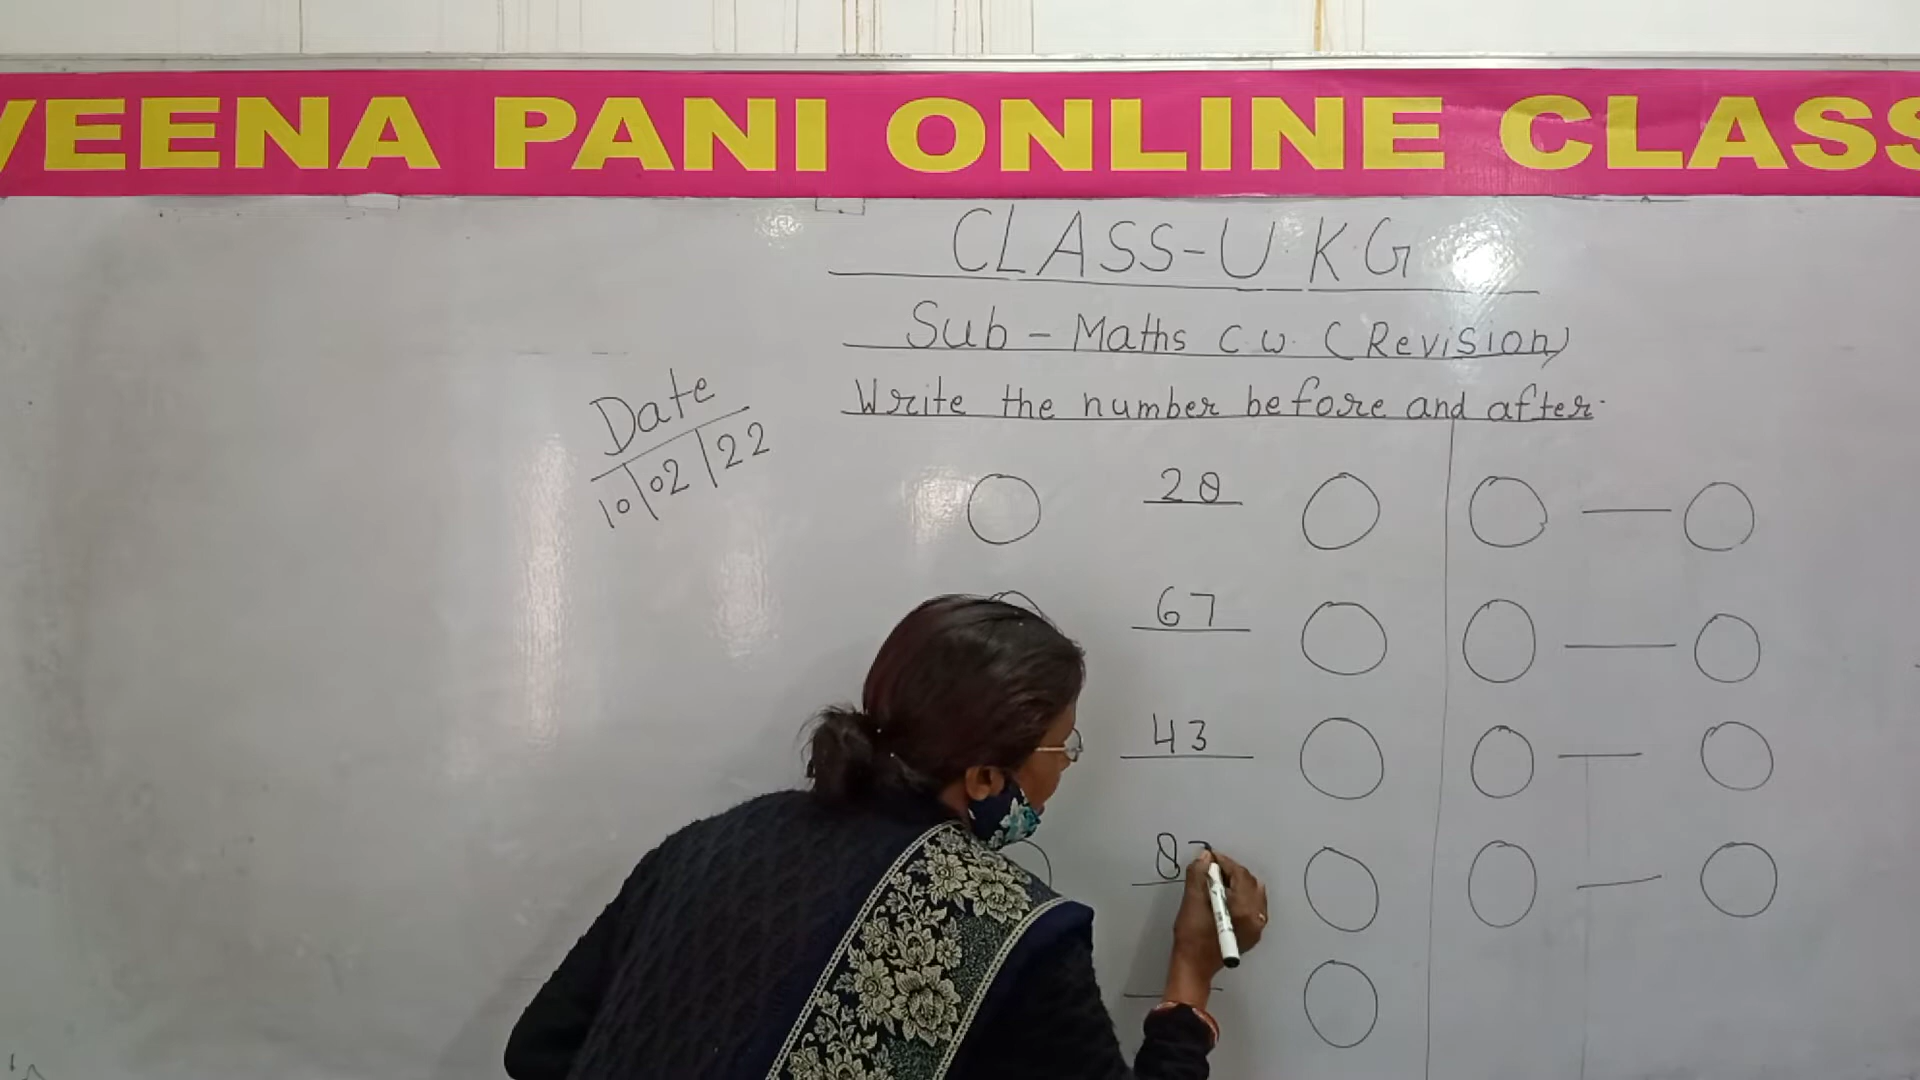 VEENA PANI ONLINE CLASS
CLASS-U.K.G
Sub - Maths C.W. (Revision)
Write the number before and after.
Date
10/02/22
28
67
43
8